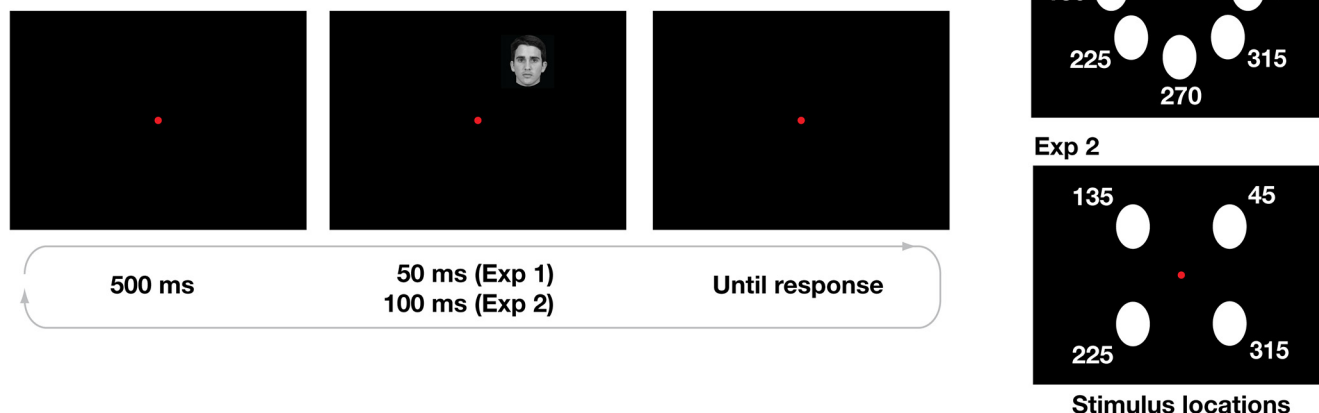 225
315
270
Exp 2
135
45
500 ms
50 ms (Exp 1)
100 ms (Exp 2)
Until response
225
315
Stimulus locations